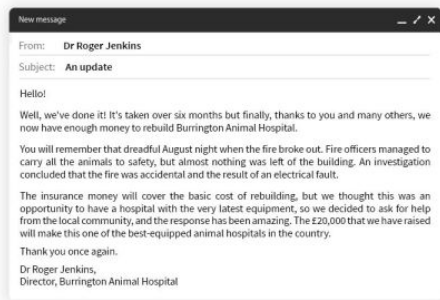 New message
From: Dr Roger Jenkins
Subject: An update
Hello!
Well, we've done it! It's taken over six months but finally, thanks to you and many others, we
now have enough money to rebuild Burrington Animal Hospital.
You will remember that dreadful August night when the fire broke out. Fire officers managed to
carry all the animals to safety, but almost nothing was left of the building. An investigation
concluded that the fire was accidental and the result of an electrical fault.
The insurance money will cover the basic cost of rebuilding, but we thought this was an
opportunity to have a hospital with the very latest equipment, so we decided to ask for help
from the local community, and the response has been amazing. The £20,000 that we have raised
will make this one of the best-equipped animal hospitals in the country.
Thank you once again.
Dr Roger Jenkins,
Director, Burrington Animal Hospital